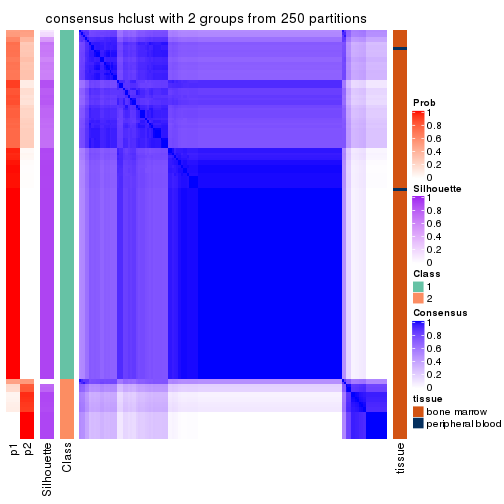 consensus hclust with 2 groups from 250 partitions
Prob
1
0.8
0.6
0.4
0.2
0
Silhouette
1
0.8
0.6
0.4
0.2
0
Class
1
2
Consensus
1
0.8
0.6
0.4
0.2
0
tissue
bone marrow
peripheral blood
p1
p2
Silhouette
Class
tissue